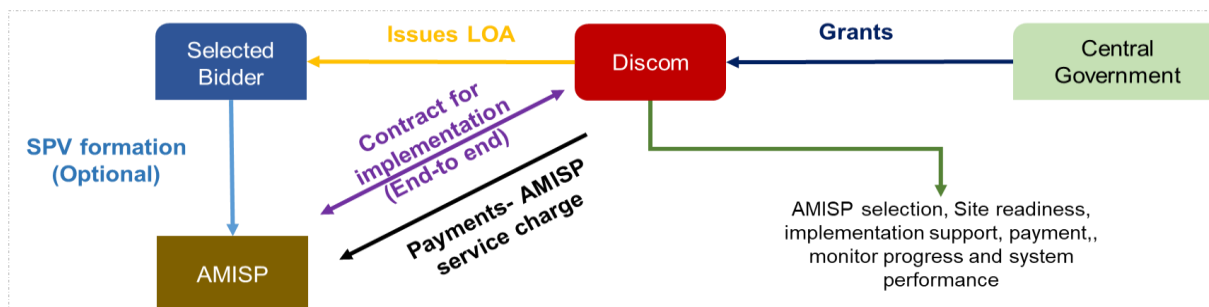 Issues LOA
Grants
Selected
Bidder
Discom
Central
Government
SPV formation
(Optional)
Contract for
implementation
(End-to end)
Payments- AMISP
service charge
AMISP
AMISP selection, Site readiness,
implementation support, payment,,
monitor progress and system
performance